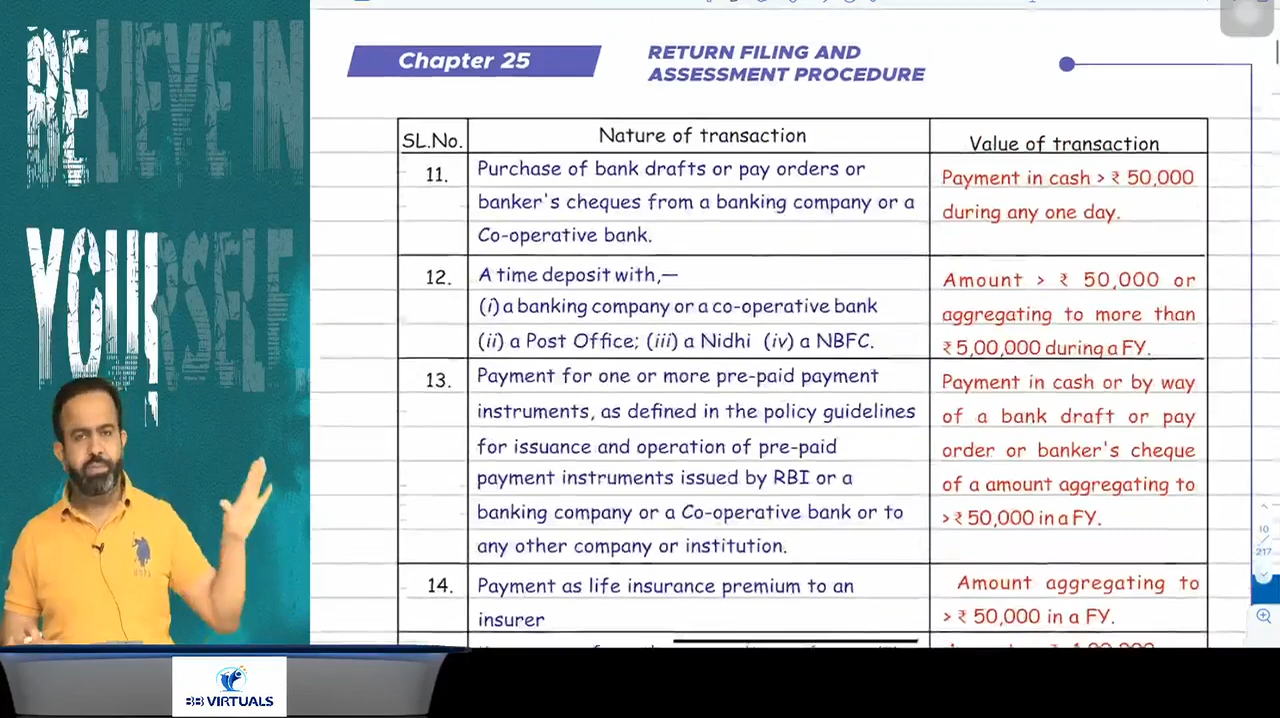 BELIEVE IN
YOURSELF
Chapter 25
RETURN FILING AND
ASSESSMENT PROCEDURE
SL.No.
Nature of transaction
Value of transaction
11.
Purchase of bank drafts or pay orders or
banker's cheques from a banking company or a
Co-operative bank.
Payment in cash > ₹ 50,000
during any one day.
12.
A time deposit with,—
(i) a banking company or a co-operative bank
(ii) a Post Office; (iii) a Nidhi (iv) a NBFC.
Amount > ₹ 50,000 or
aggregating to more than
₹ 5,00,000 during a FY.
13.
Payment for one or more pre-paid payment
instruments, as defined in the policy guidelines
for issuance and operation of pre-paid
payment instruments issued by RBI or a
banking company or a Co-operative bank or to
any other company or institution.
Payment in cash or by way
of a bank draft or pay
order or banker's cheque
of a amount aggregating to
> ₹ 50,000 in a FY.
14.
Payment as life insurance premium to an
insurer
Amount aggregating to
> ₹ 50,000 in a FY.
10
217
BB VIRTUALS